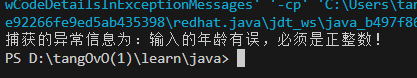 wCodeDetailsInExceptionMessages' '-cp' 'C:\Users\tan
e92266fe9ed5ab435398\redhat.java\jdt_ws\java_b497f86
捕获的异常信息为：输入的年龄有误，必须是正整数！
PS D:\tangOvO(1)\learn\java>